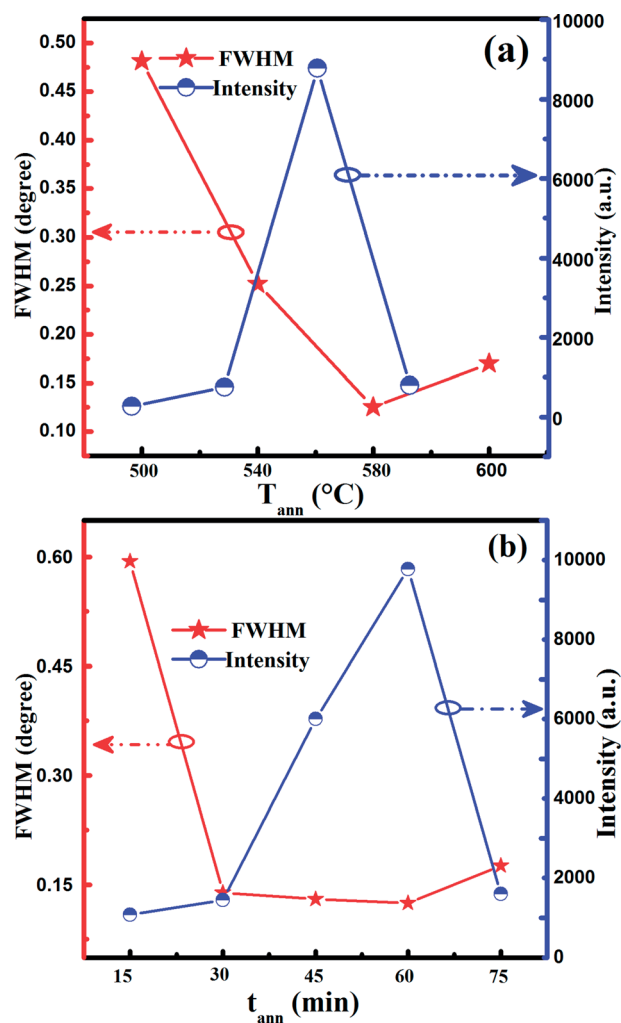 (a)
FWHM
Intensity
0.50
0.45
0.40
0.35
0.30
0.25
0.20
0.15
0.10
FWHM (degree)
10000
8000
6000
4000
2000
0
Intensity (a.u.)
500 540 580 600
T_ann (°C)
(b)
FWHM
Intensity
0.60
0.45
0.30
0.15
FWHM (degree)
10000
8000
6000
4000
2000
0
Intensity (a.u.)
15 30 45 60 75
t_ann (min)